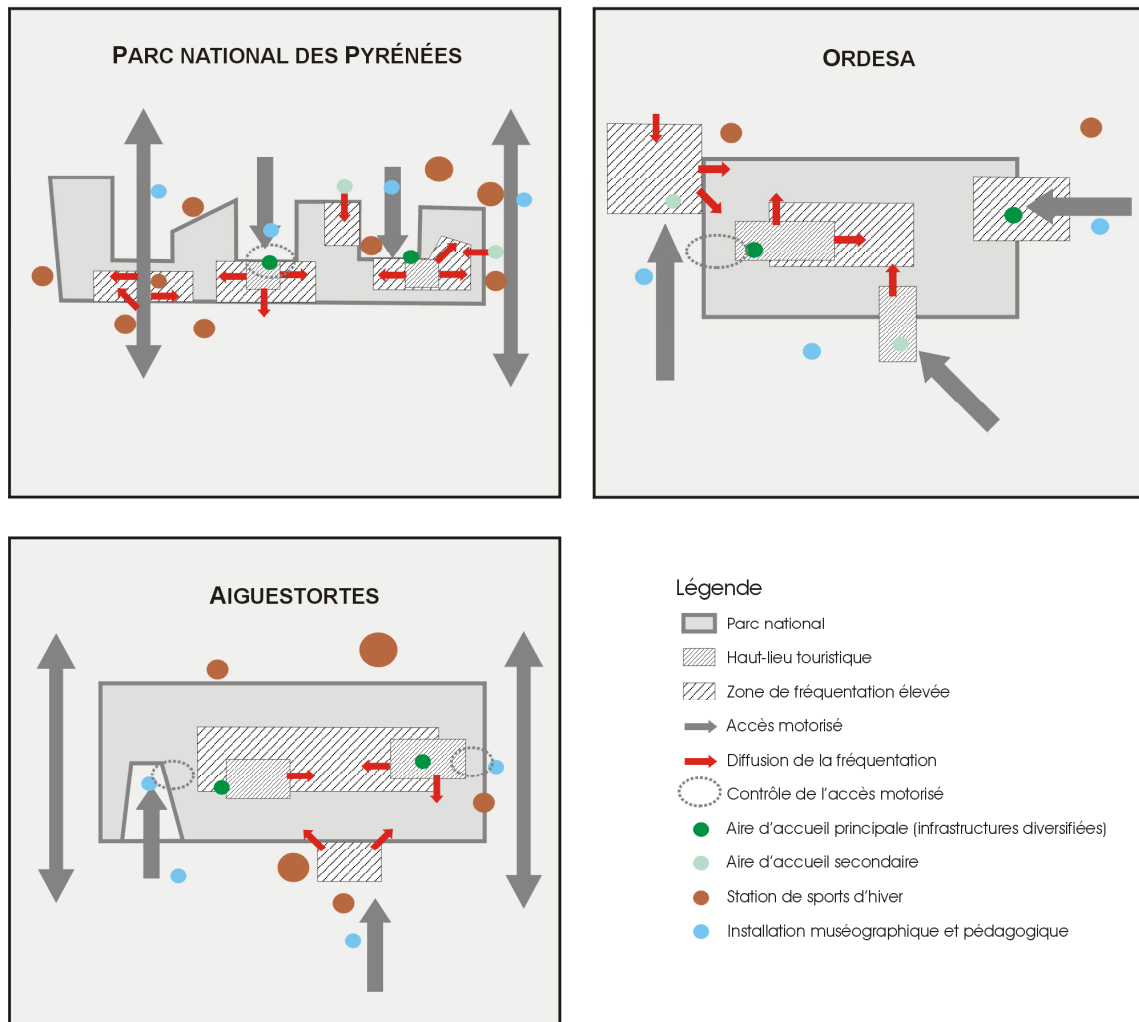 PARC NATIONAL DES PYRÉNÉES
ORDESA
AIGUESTORTES
Légende
Parc national
Haut-lieu touristique
Zone de fréquentation élevée
Accès motorisé
Diffusion de la fréquentation
Contrôle de l'accès motorisé
Aire d'accueil principale (infrastructures diversifiées)
Aire d'accueil secondaire
Station de sports d'hiver
Installation muséographique et pédagogique